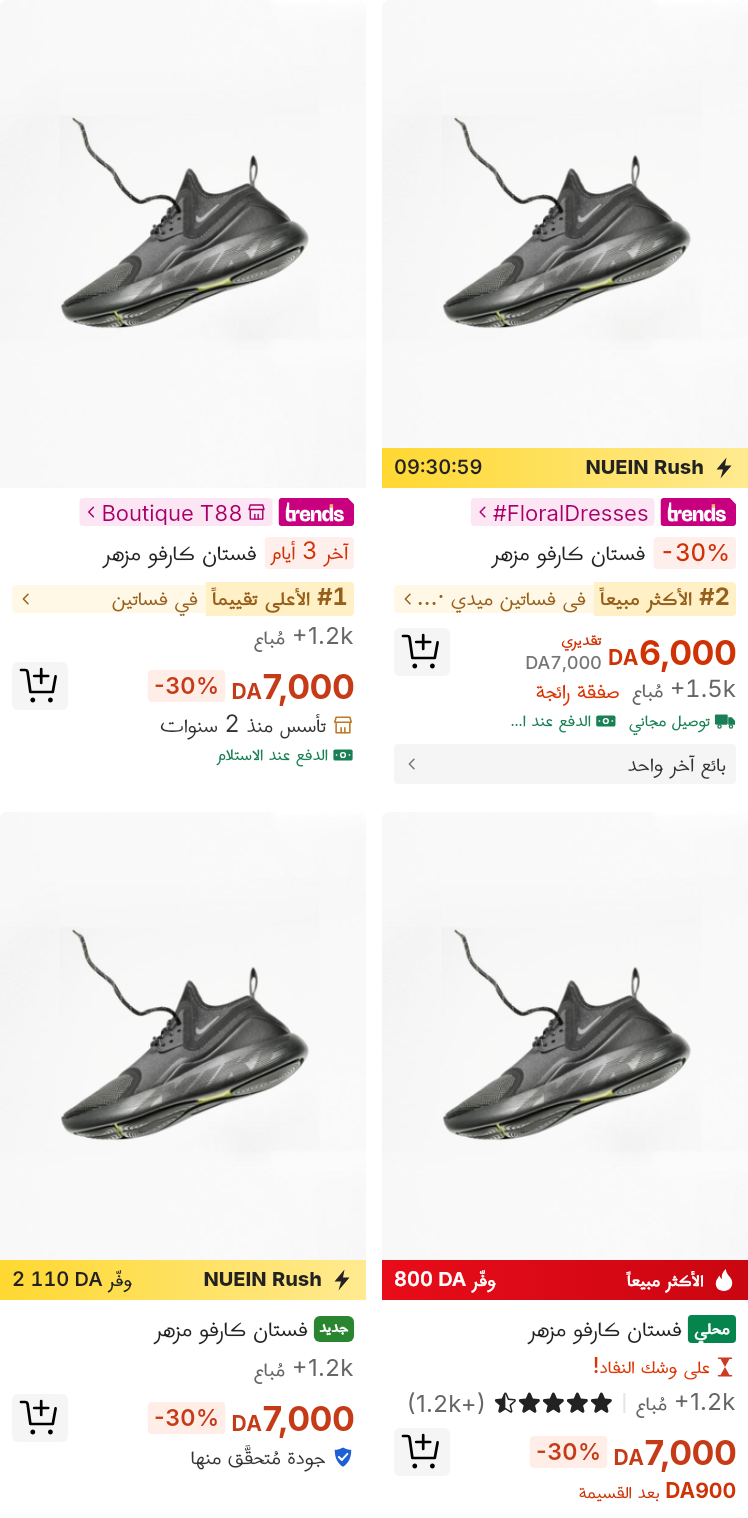 NUEIN Rush 09:30:59
trends #FloralDresses
-30% فستان كارفو مزهر
#2 الأكثر مبيعاً فى فساتين ميدي ...
تقديري
DA6,000 DA7,000
+1.5k مُباع صفقة رائجة
توصيل مجاني الدفع عند ا...
بائع آخر واحد
trends Boutique T88
آخر 3 أيام فستان كارفو مزهر
#1 الأعلى تقييماً في فساتين
+1.2k مُباع
DA7,000 -30%
تأسس منذ 2 سنوات
الدفع عند الاستلام
الأكثر مبيعاً وفّر 800 DA
محلي فستان كارفو مزهر
على وشك النفاد!
+1.2k مُباع (1.2k+)
DA7,000 -30%
DA900 بعد القسيمة
NUEIN Rush وفّر 2 110 DA
جديد فستان كارفو مزهر
+1.2k مُباع
DA7,000 -30%
جودة مُتحقَّق منها